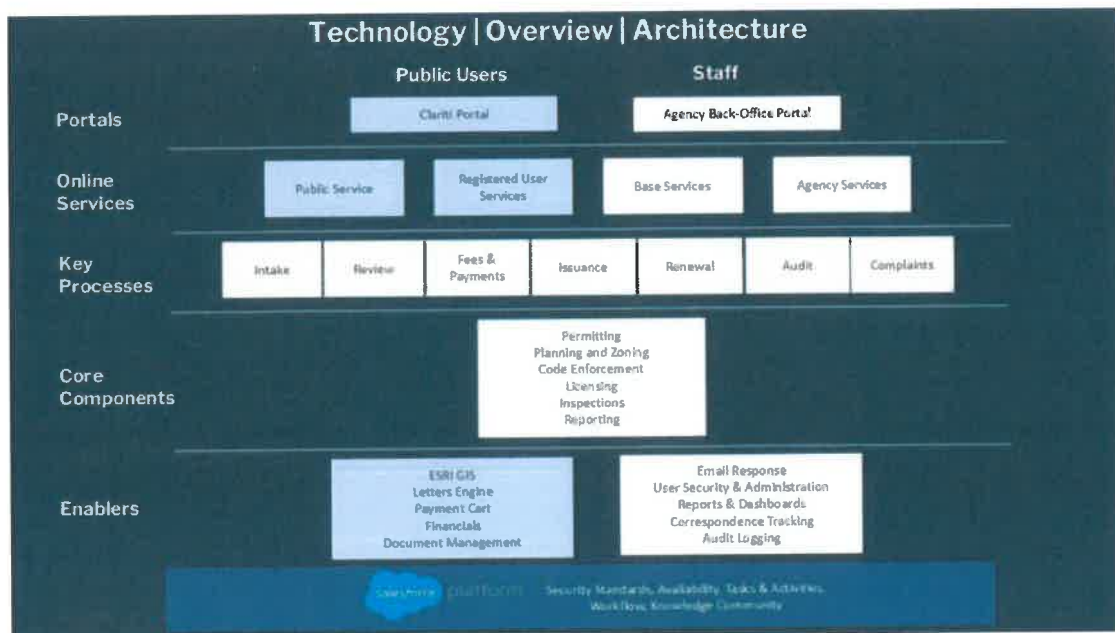 Technology | Overview | Architecture
Public Users
Staff
Portals
Clariti Portal
Agency Back-Office Portal
Online
Services
Public Service
Registered User
Services
Base Services
Agency Services
Key
Processes
Intake
Review
Fees &
Payments
Issuance
Renewal
Audit
Complaints
Core
Components
Permitting
Planning and Zoning
Code Enforcement
Licensing
Inspections
Reporting
Enablers
ESRI GIS
Letters Engine
Payment Cart
Financials
Document Management
Email Response
User Security & Administration
Reports & Dashboards
Correspondence Tracking
Audit Logging
salesforce platform
Security Standards, Availability, Tasks & Activities,
Workflow, Knowledge Community